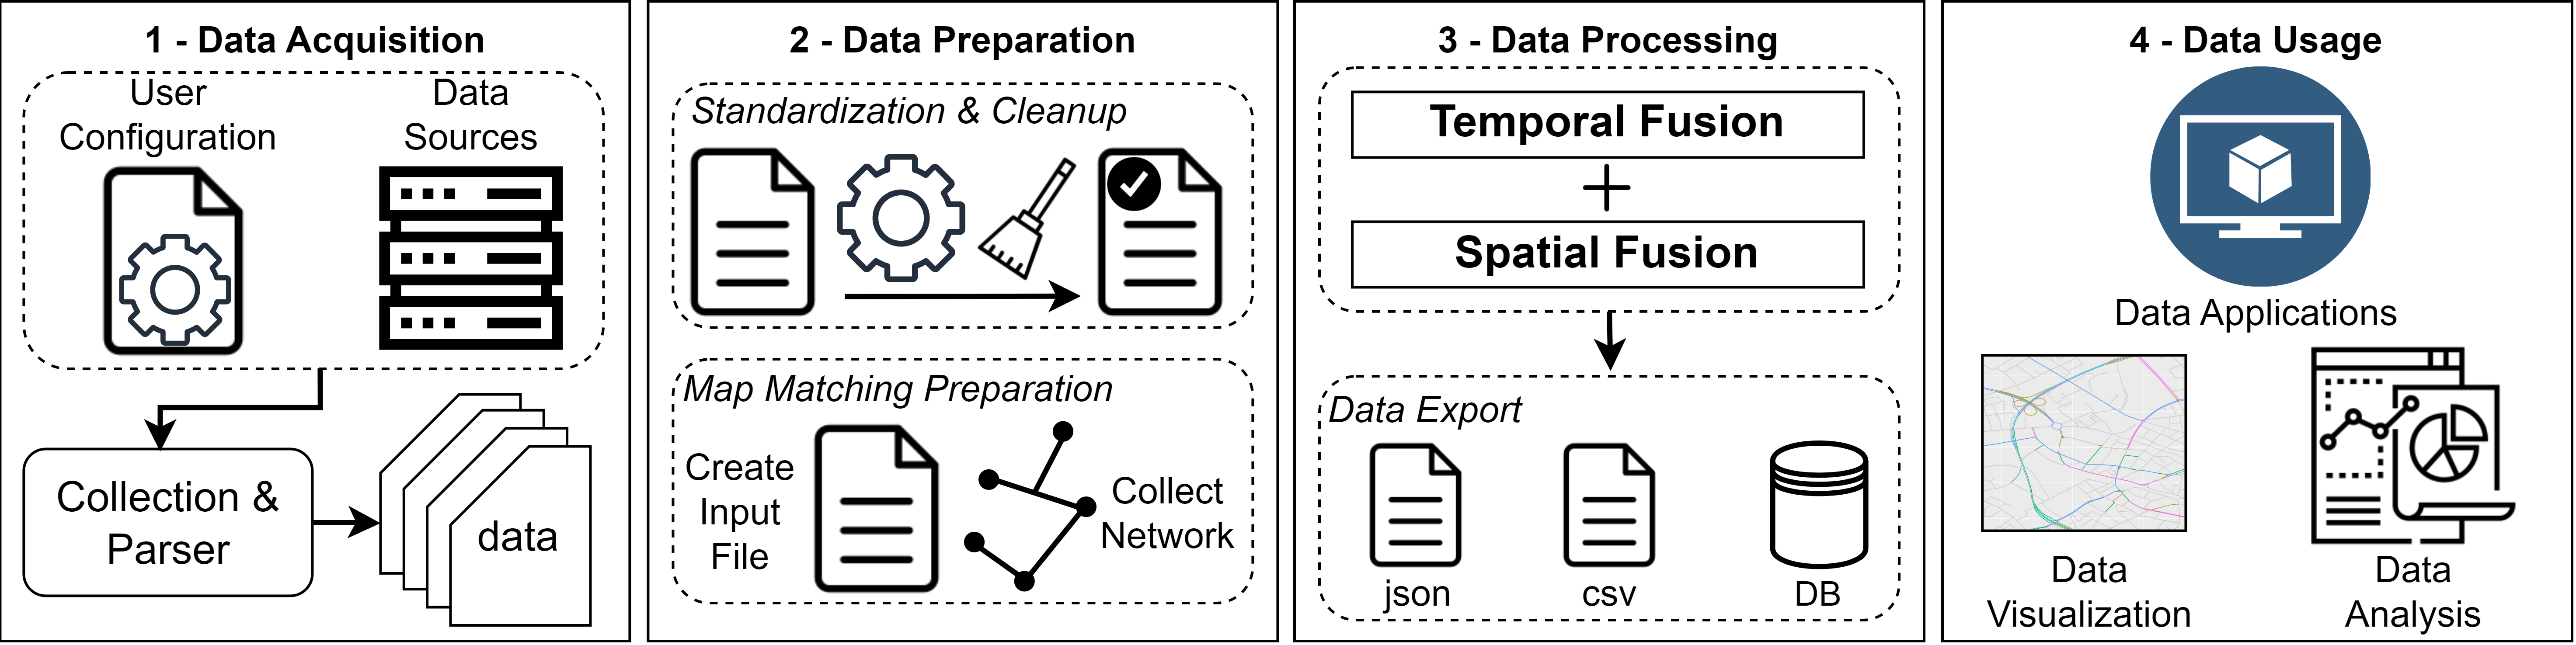 1 - Data Acquisition
User
Configuration
Data
Sources
Collection &
Parser
data
2 - Data Preparation
Standardization & Cleanup
Map Matching Preparation
Create
Input
File
Collect
Network
3 - Data Processing
Temporal Fusion
+
Spatial Fusion
Data Export
json
csv
DB
4 - Data Usage
Data Applications
Data
Visualization
Data
Analysis